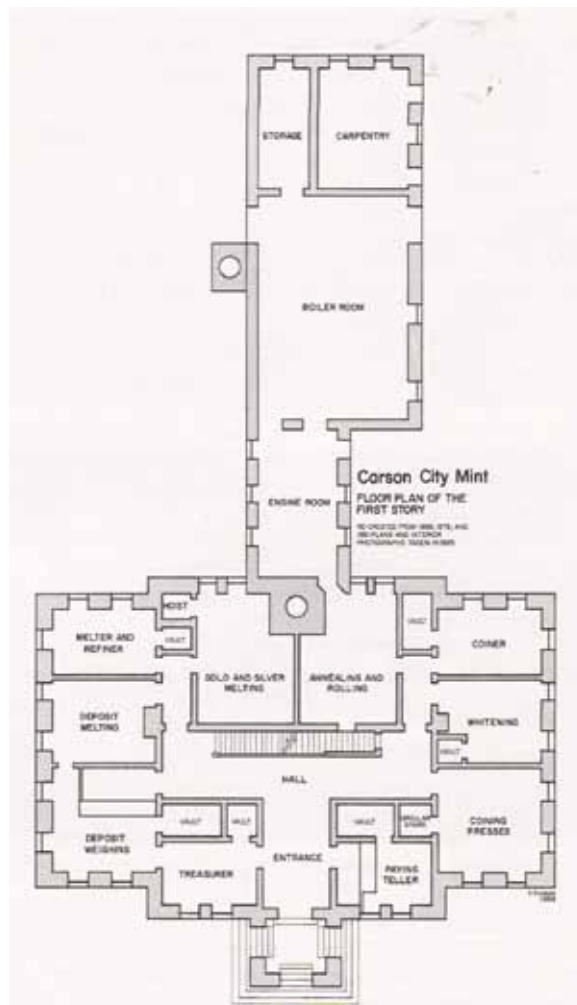 STORAGE
CARPENTRY
BOILER ROOM
ENGINE ROOM
Carson City Mint
FLOOR PLAN OF THE
FIRST STORY
HOIST
MELTER AND
REFINER
VAULT
VAULT
COINER
GOLD AND SILVER
MELTING
ANNEALING AND
ROLLING
DEPOSIT
MELTING
WHITENING
VAULT
HALL
DEPOSIT
WEIGHING
VAULT
VAULT
VAULT
COINING
PRESSES
ENTRANCE
TREASURER
PAYING
TELLER